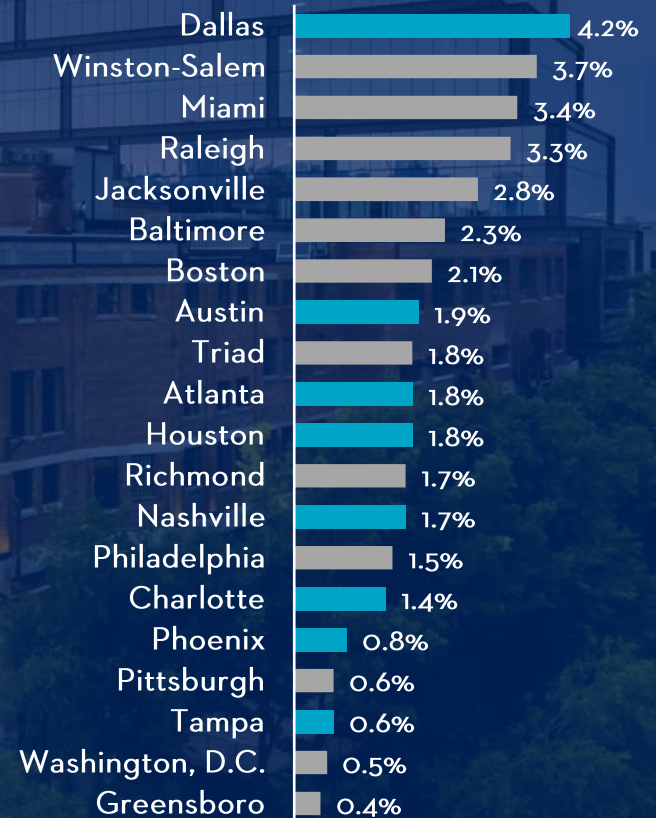 Dallas 4.2%
Winston-Salem 3.7%
Miami 3.4%
Raleigh 3.3%
Jacksonville 2.8%
Baltimore 2.3%
Boston 2.1%
Austin 1.9%
Triad 1.8%
Atlanta 1.8%
Houston 1.8%
Richmond 1.7%
Nashville 1.7%
Philadelphia 1.5%
Charlotte 1.4%
Phoenix 0.8%
Pittsburgh 0.6%
Tampa 0.6%
Washington, D.C. 0.5%
Greensboro 0.4%